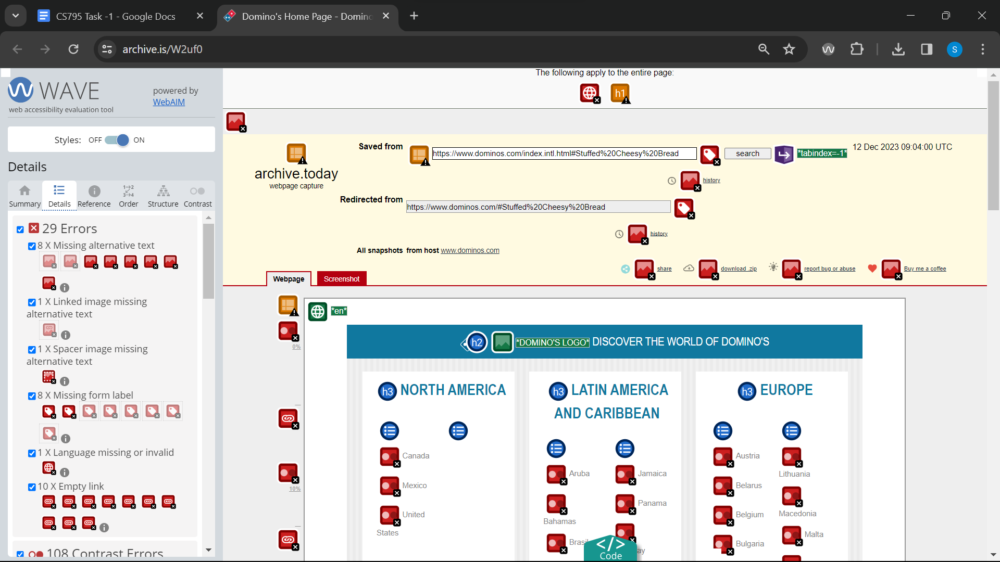 CS795 Task -1 - Google Docs
Domino's Home Page - Domino
archive.is/W2uf0
S
WAVE
web accessibility evaluation tool
powered by
WebAIM
Styles: OFF ON
Details
Summary Details Reference Order Structure Contrast
29 Errors
8 X Missing alternative text
1 X Linked image missing
alternative text
1 X Spacer image missing
alternative text
8 X Missing form label
1 X Language missing or invalid
10 X Empty link
108 Contrast Errors
The following apply to the entire page:
h1
archive.today
webpage capture
Saved from
https://www.dominos.com/index.intl.html#Stuffed%20Cheesy%20Bread
search
*tabindex=-1*
12 Dec 2023 09:04:00 UTC
history
Redirected from
https://www.dominos.com/#Stuffed%20Cheesy%20Bread
history
All snapshots from host www.dominos.com
share
download .zip
report bug or abuse
Buy me a coffee
Webpage
Screenshot
0%
10%
*en*
h2 *DOMINO'S LOGO* DISCOVER THE WORLD OF DOMINO'S
h3 NORTH AMERICA
Canada
Mexico
United
States
h3 LATIN AMERICA
AND CARIBBEAN
Aruba
Bahamas
Brasil
Jamaica
Panama
ay
h3 EUROPE
Austria
Belarus
Belgium
Bulgaria
Lithuania
Macedonia
Malta
</>
Code